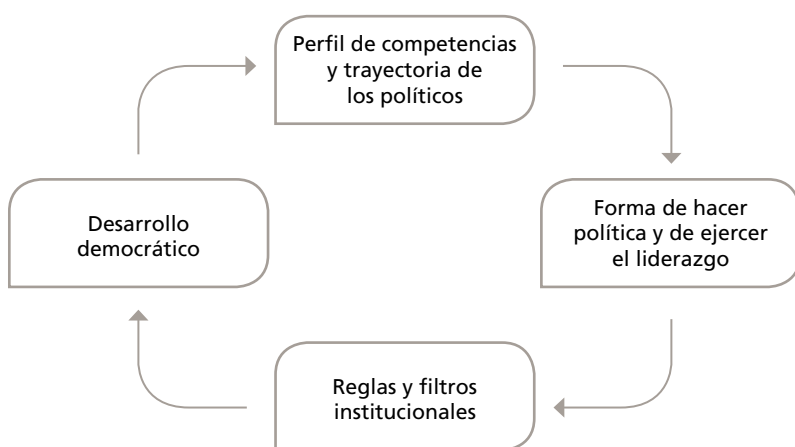 Perfil de competencias
y trayectoria de
los políticos
Forma de hacer
política y de ejercer
el liderazgo
Reglas y filtros
institucionales
Desarrollo
democrático